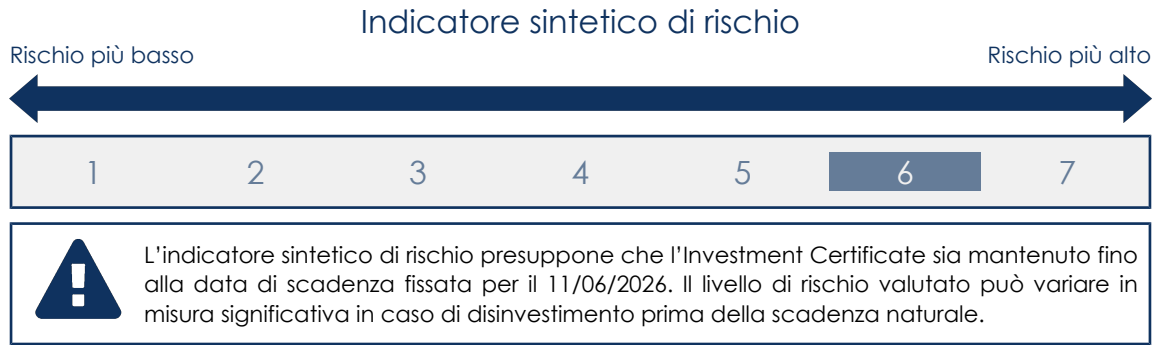 Indicatore sintetico di rischio
Rischio più basso Rischio più alto
1 2 3 4 5 6 7
L'indicatore sintetico di rischio presuppone che l'Investment Certificate sia mantenuto fino
alla data di scadenza fissata per il 11/06/2026. Il livello di rischio valutato può variare in
misura significativa in caso di disinvestimento prima della scadenza naturale.